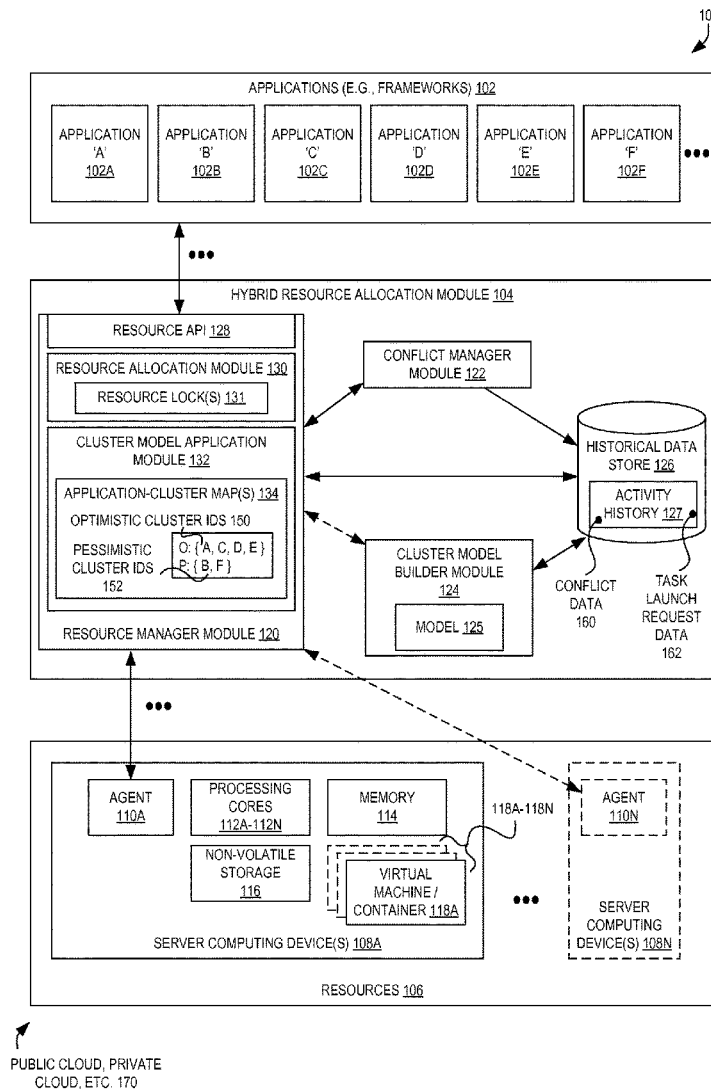 10
APPLICATIONS (E.G., FRAMEWORKS) 102
APPLICATION
'A'
102A
APPLICATION
'B'
102B
APPLICATION
'C'
102C
APPLICATION
'D'
102D
APPLICATION
'E'
102E
APPLICATION
'F'
102F
HYBRID RESOURCE ALLOCATION MODULE 104
RESOURCE API 128
RESOURCE ALLOCATION MODULE 130
RESOURCE LOCK(S) 131
CLUSTER MODEL APPLICATION
MODULE 132
APPLICATION-CLUSTER MAP(S) 134
OPTIMISTIC CLUSTER IDS 150
PESSIMISTIC
CLUSTER IDS
152
O: { A, C, D, E }
P: { B, F }
RESOURCE MANAGER MODULE 120
CONFLICT MANAGER
MODULE 122
CLUSTER MODEL
BUILDER MODULE
124
MODEL 125
HISTORICAL DATA
STORE 126
ACTIVITY
HISTORY 127
CONFLICT
DATA 160
TASK
LAUNCH
REQUEST
DATA
162
AGENT
110A
PROCESSING
CORES
112A-112N
MEMORY
114
118A-118N
NON-VOLATILE
STORAGE
116
VIRTUAL
MACHINE /
CONTAINER 118A
SERVER COMPUTING DEVICE(S) 108A
AGENT
110N
SERVER
COMPUTING
DEVICE(S) 108N
RESOURCES 106
PUBLIC CLOUD, PRIVATE
CLOUD, ETC. 170